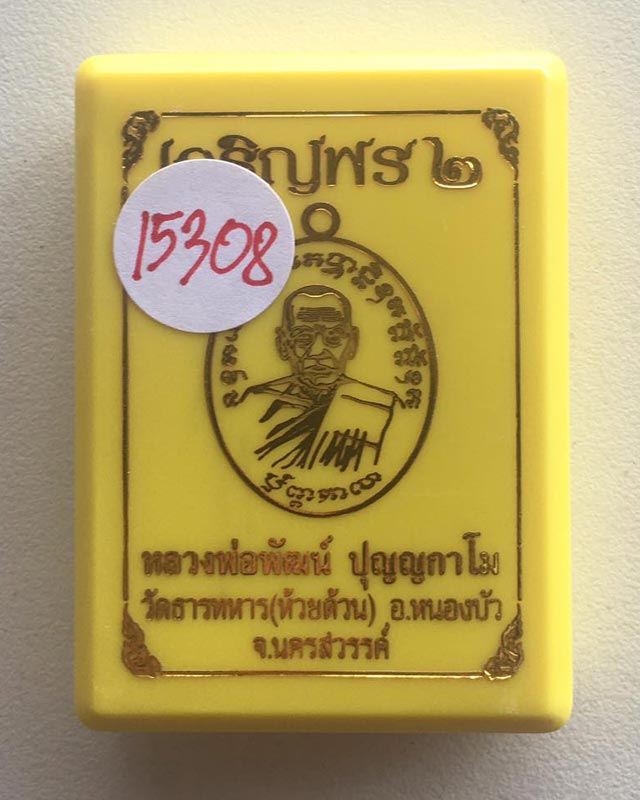 เจริญพร ๒
15308
หลวงพ่อพัฒน์ ปุญญกาโม
วัดธารทหาร(ห้วยด้วน) อ.หนองบัว
จ.นครสวรรค์